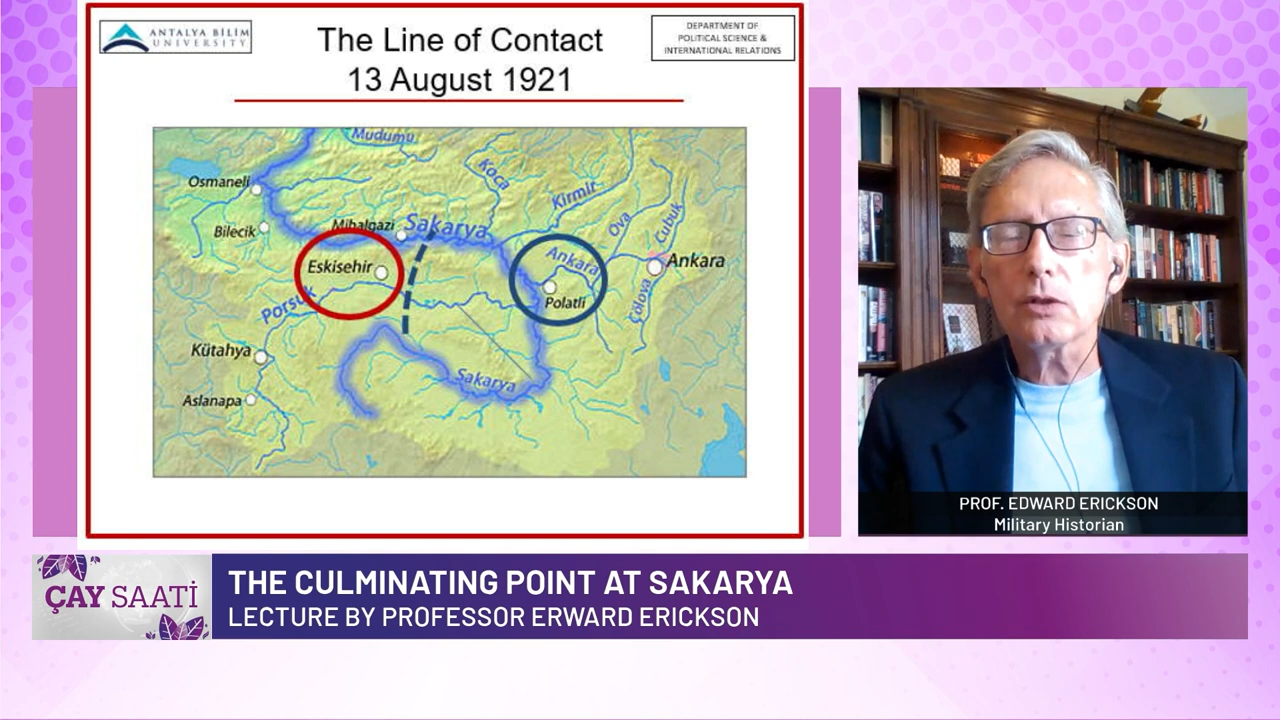 ANTALYA BİLİM
UNIVERSITY
The Line of Contact
13 August 1921
DEPARTMENT OF
POLITICAL SCIENCE &
INTERNATIONAL RELATIONS
Mudurnu
Osmaneli
Koca
Kirmir
Bilecik
Mihalgazi
Sakarya
Ova
Çubuk
Eskisehir
Ankara
Ankara
Porsuk
Polatli
Çolova
Kütahya
Sakarya
Aslanapa
PROF. EDWARD ERICKSON
Military Historian
ÇAY SAATİ
THE CULMINATING POINT AT SAKARYA
LECTURE BY PROFESSOR ERWARD ERICKSON